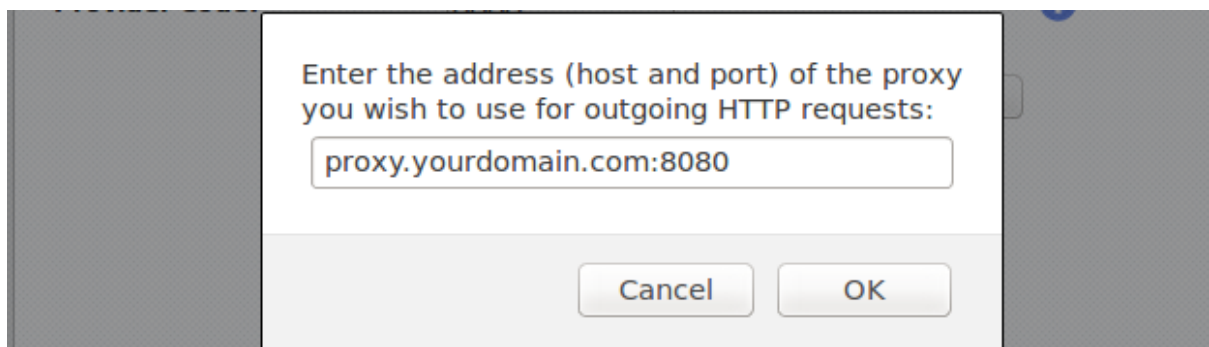 Enter the address (host and port) of the proxy
you wish to use for outgoing HTTP requests:
proxy.yourdomain.com:8080
Cancel OK